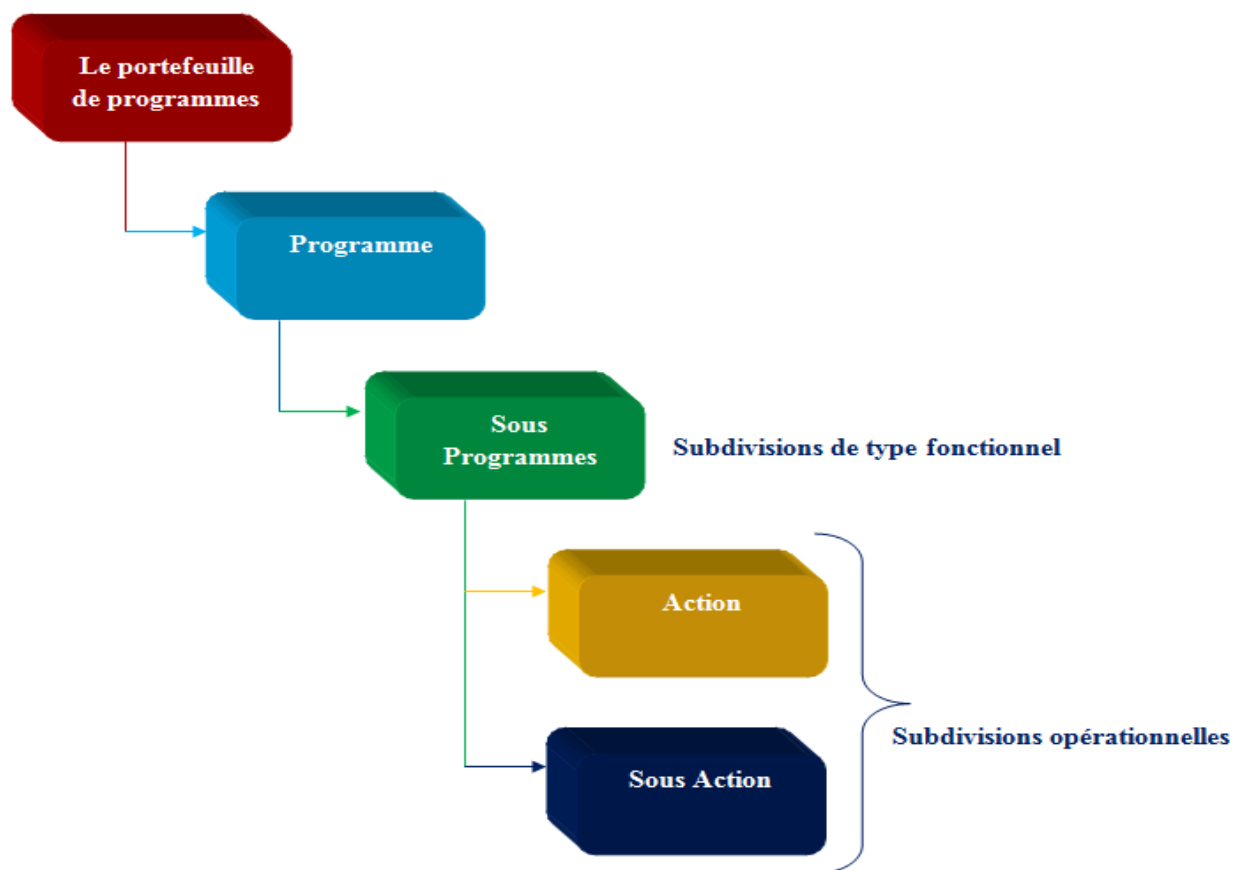 Le portefeuille
de programmes
Programme
Sous
Programmes
Subdivisions de type fonctionnel
Action
Subdivisions opérationnelles
Sous Action